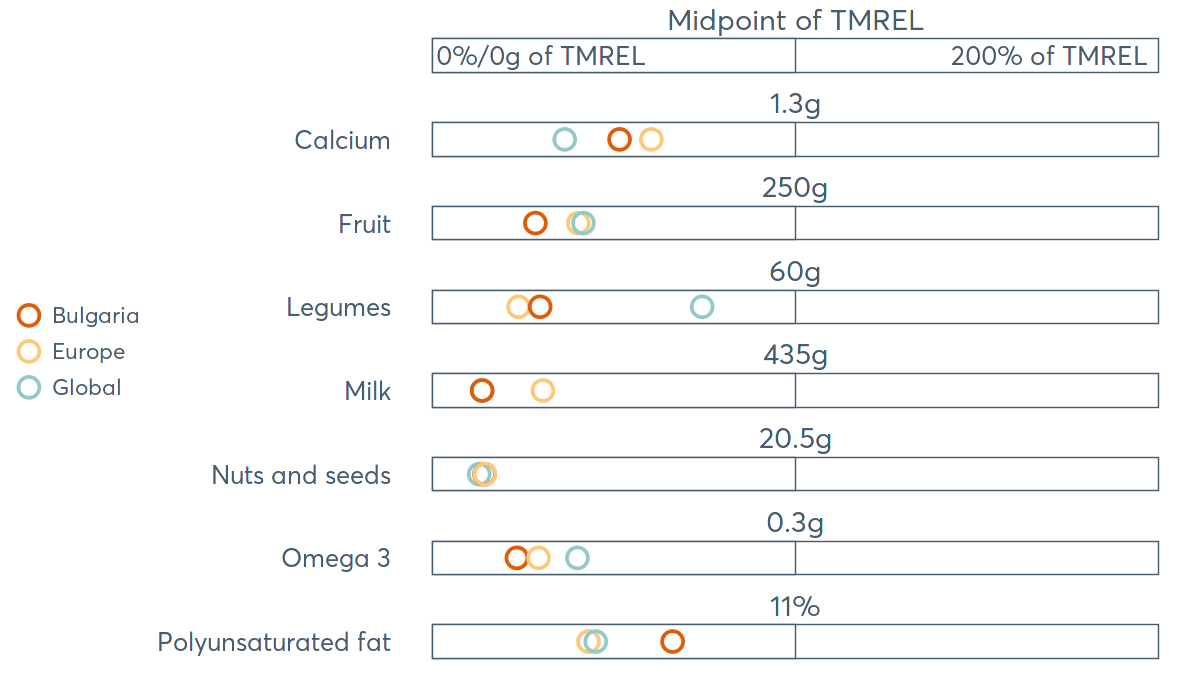 Midpoint of TMREL
0%/0g of TMREL 200% of TMREL
1.3g
Calcium
250g
Fruit
60g
Legumes
435g
Milk
20.5g
Nuts and seeds
0.3g
Omega 3
11%
Polyunsaturated fat
Bulgaria
Europe
Global